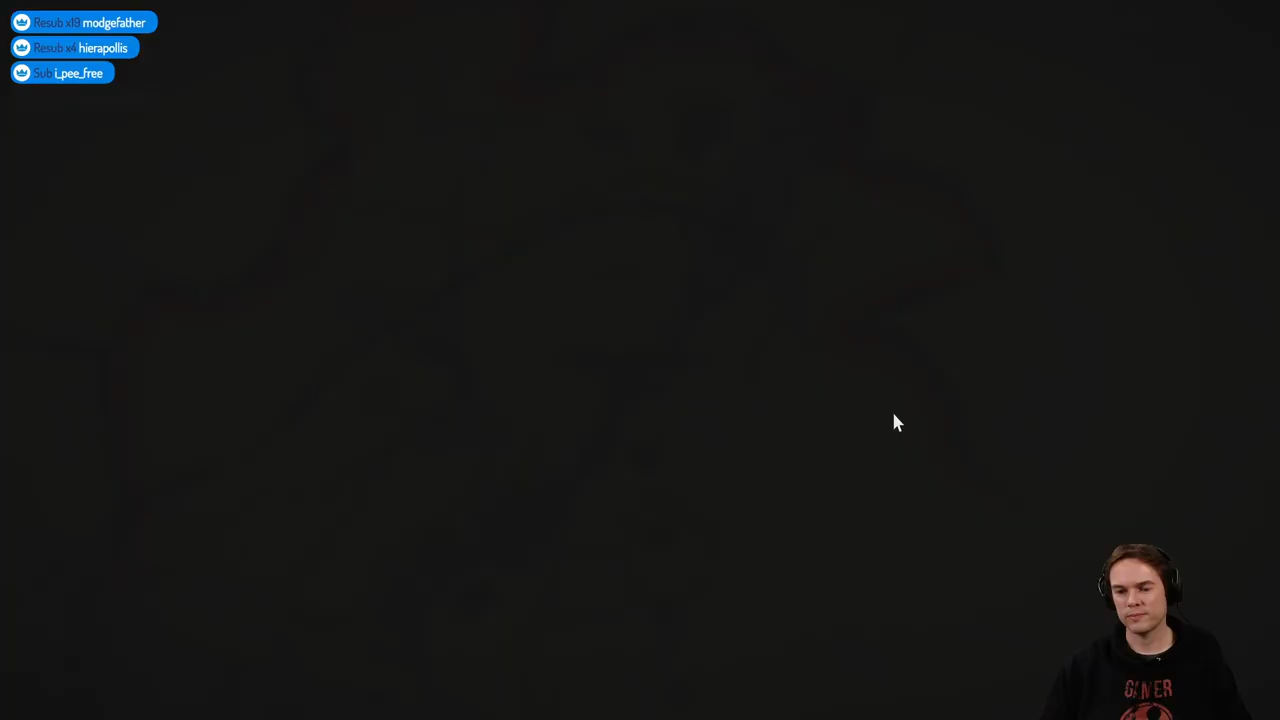 Resub x19 modgefather
Resub x4 hierapollis
Sub i_pee_free
GAMER